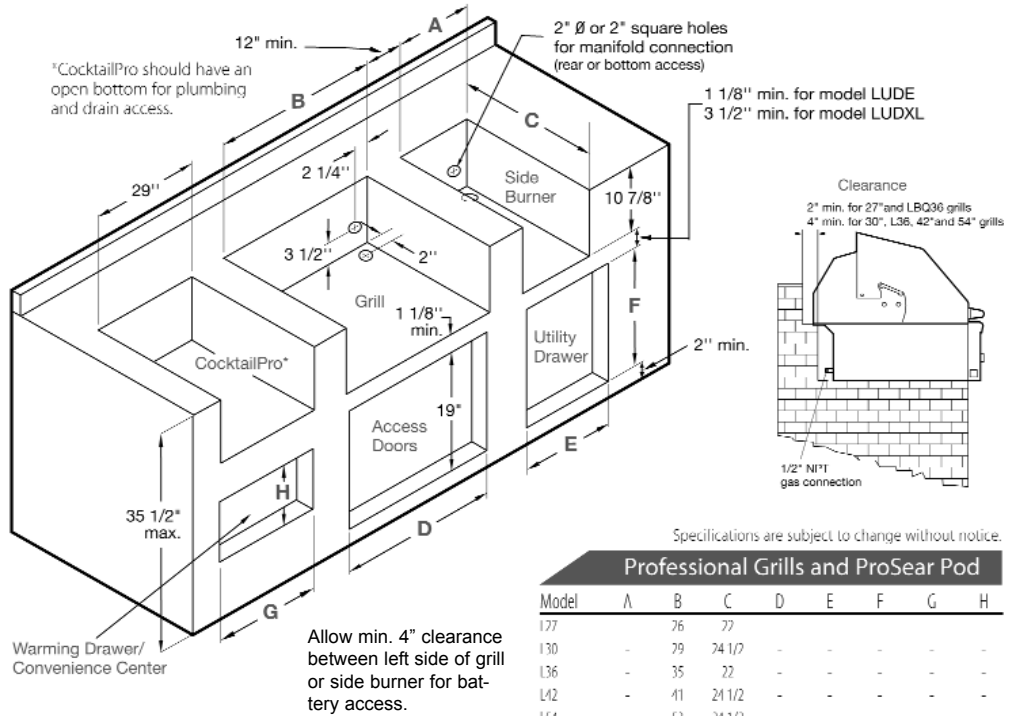 12" min.
A
2" Ø or 2" square holes
for manifold connection
(rear or bottom access)
*CocktailPro should have an
open bottom for plumbing
and drain access.
B
C
1 1/8" min. for model LUDE
3 1/2" min. for model LUDXL
29"
2 1/4"
Side
Burner
10 7/8"
3 1/2"
2"
Grill
1 1/8"
min.
F
CocktailPro*
Utility
Drawer
2" min.
19"
Access
Doors
E
H
35 1/2"
max.
D
G
Warming Drawer/
Convenience Center
Allow min. 4” clearance
between left side of grill
or side burner for bat-
tery access.
Clearance
2" min. for 27"and LBQ36 grills
4" min. for 30", L36, 42"and 54" grills
1/2" NPT
gas connection
Specifications are subject to change without notice.
Professional Grills and ProSear Pod
Model A B C D E F G H
L27 26 22
L30 - 29 24 1/2 - - - - -
L36 - 35 22 - - - - -
L42 - 41 24 1/2 - - - - -